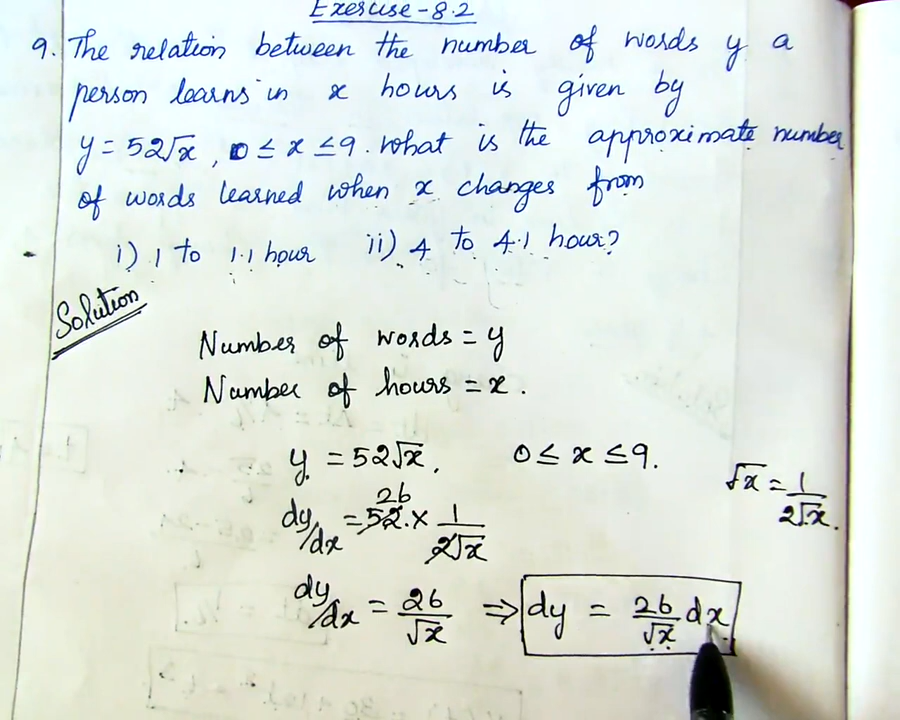 Exercise-8.2
9. The relation between the number of words y a
person learns in x hours is given by
y = 52√x , 0 ≤ x ≤ 9. What is the approximate number
of words learned when x changes from
i) 1 to 1.1 hour ii) 4 to 4.1 hour?
Solution
Number of words = y
Number of hours = x.
y = 52√x, 0 ≤ x ≤ 9.
√x = 1/2√x.
26
dy/dx = 52 . × 1/2√x
dy/dx = 26/√x ⇒ dy = 26/√x dx